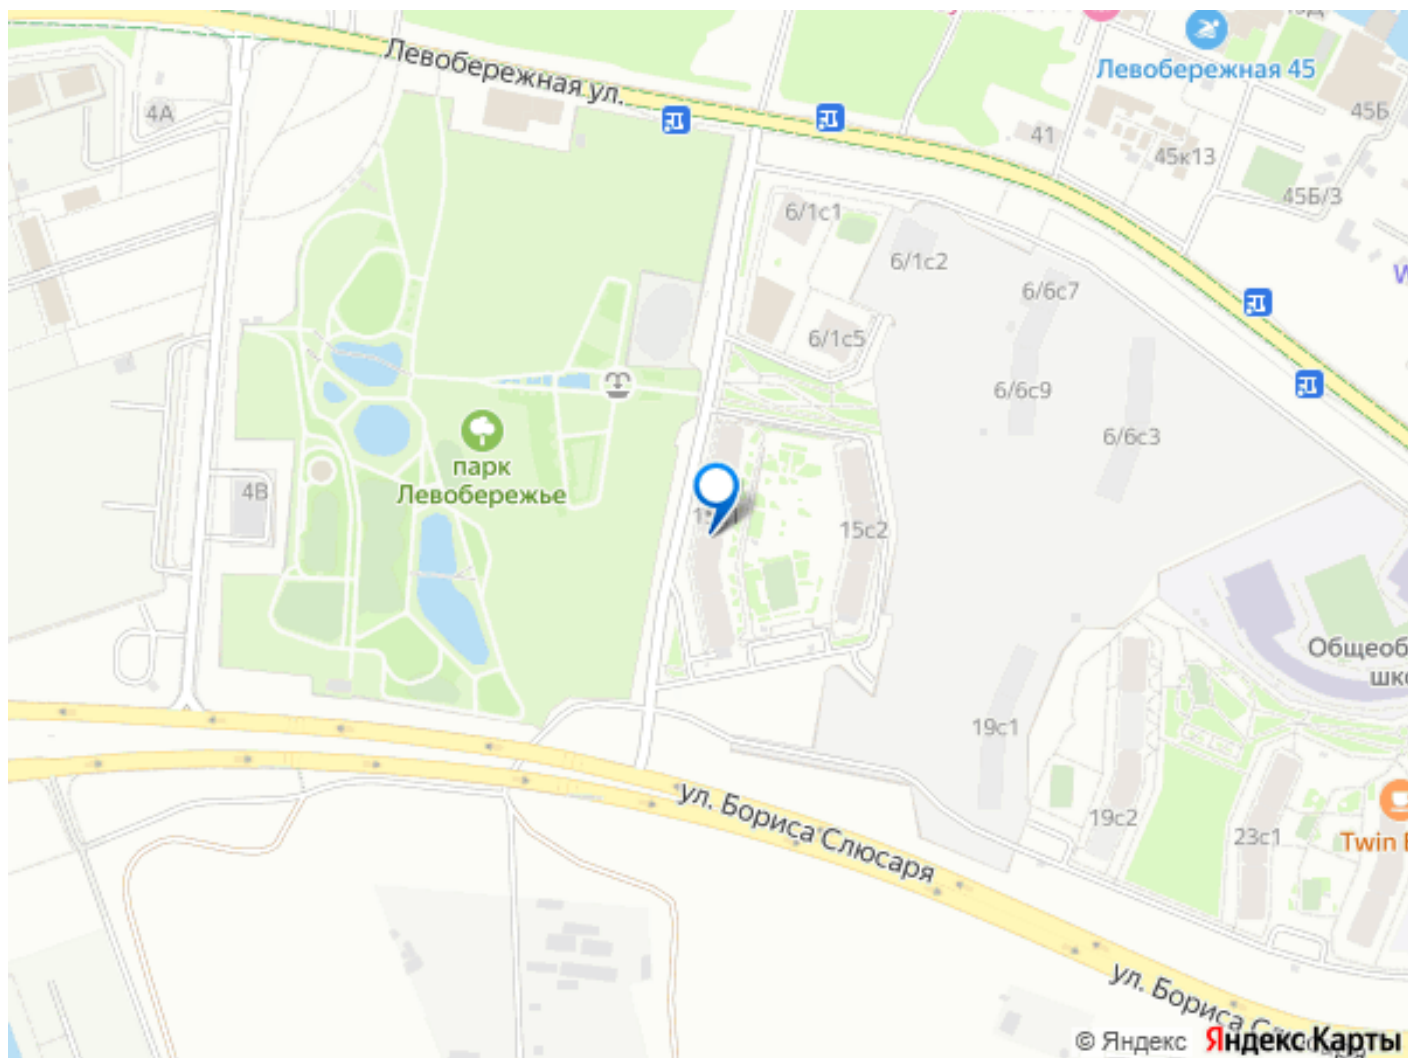 Левобережная ул.
Левобережная 45
4А
41
45Б
45к13
45Б/3
6/1с1
6/1с2
6/6с7
6/1с5
6/6с9
6/6с3
парк
Левобережье
4В
15с2
Общеоб
шко
19с1
19с2
23с1
Twin
ул. Бориса Слюсаря
ул. Бориса
© Яндекс
Яндекс Карты